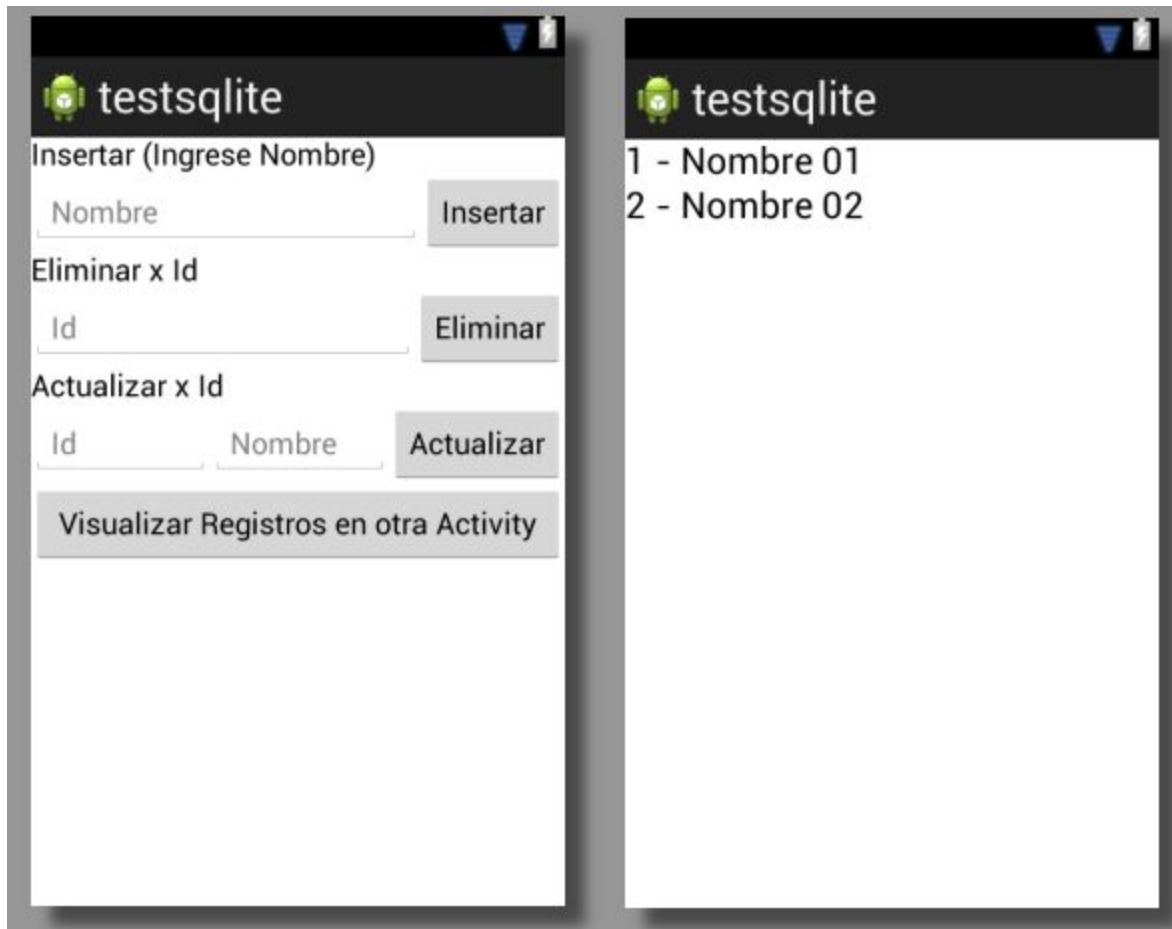 testsqlite
Insertar (Ingrese Nombre)
Nombre Insertar
Eliminar x Id
Id Eliminar
Actualizar x Id
Id Nombre Actualizar
Visualizar Registros en otra Activity
testsqlite
1 - Nombre 01
2 - Nombre 02